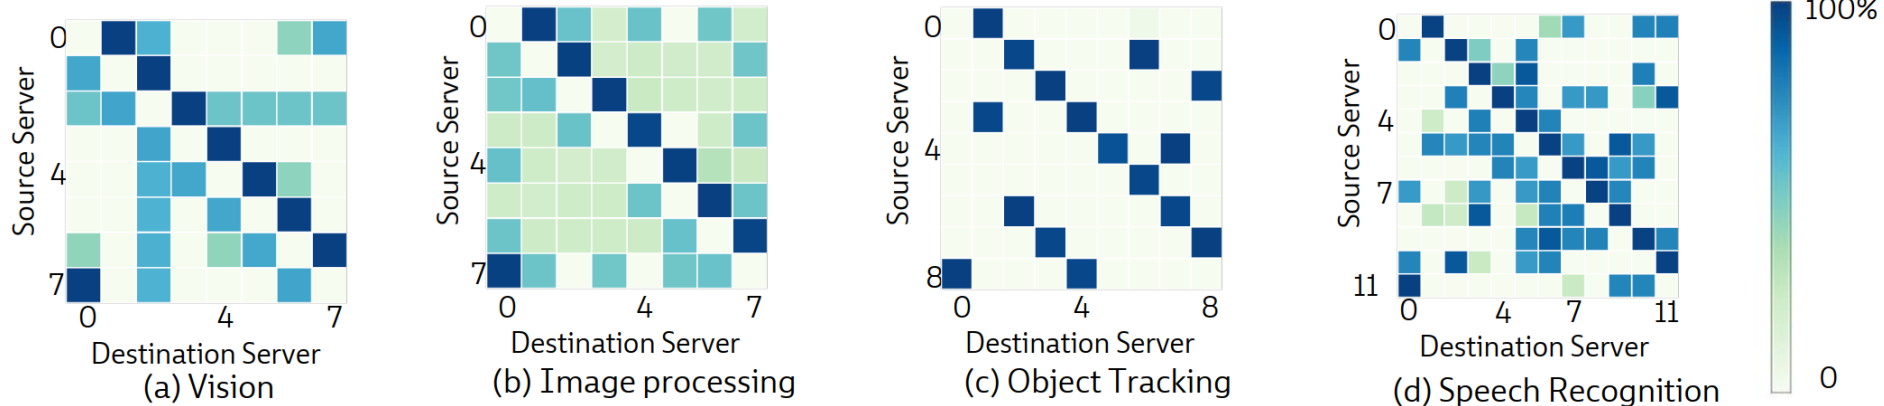 Source Server
0
4
7
0 4 7
Destination Server
(a) Vision
Source Server
0
4
7
0 4 7
Destination Server
(b) Image processing
Source Server
0
4
8
0 4 8
Destination Server
(c) Object Tracking
Source Server
0
4
7
11
0 4 7 11
Destination Server
(d) Speech Recognition
100%
0